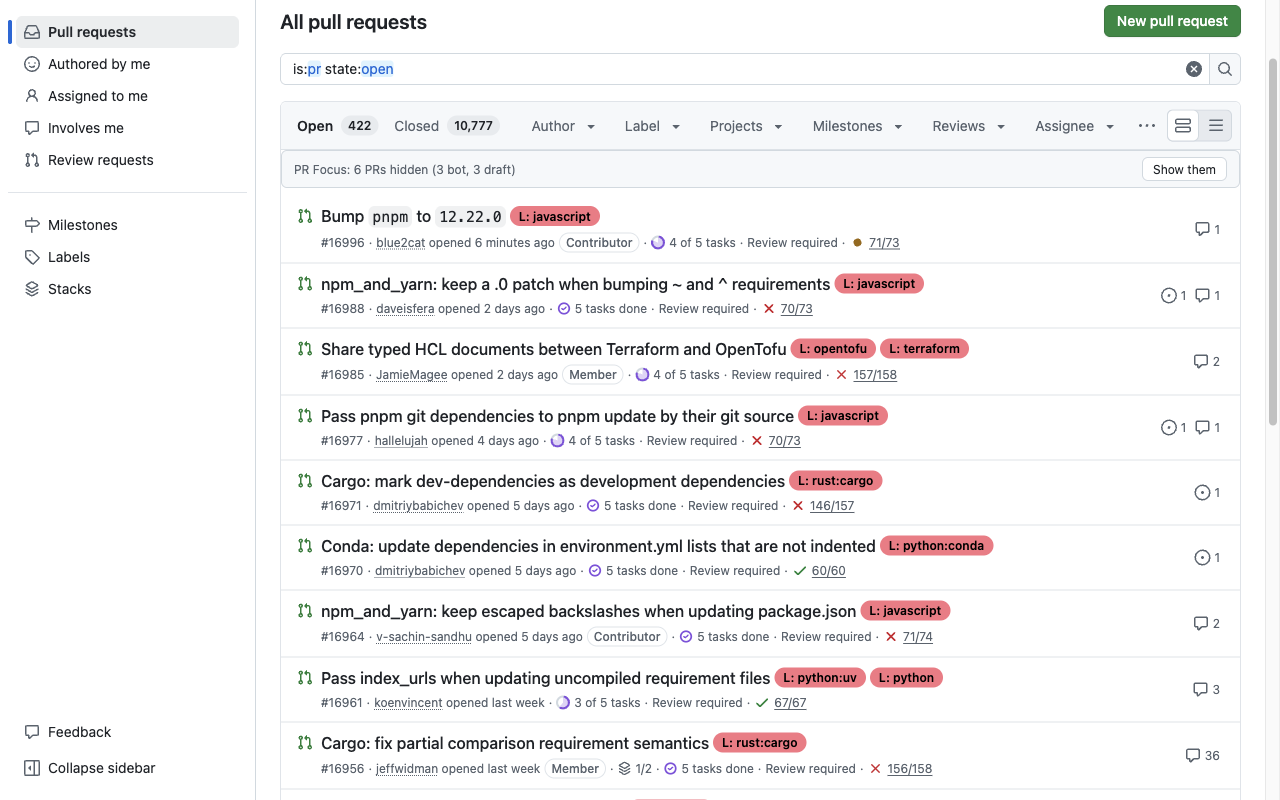 Pull requests
Authored by me
Assigned to me
Involves me
Review requests
Milestones
Labels
Stacks
Feedback
Collapse sidebar
All pull requests
New pull request
is:pr state:open
Open 422 Closed 10,777 Author Label Projects Milestones Reviews Assignee
PR Focus: 6 PRs hidden (3 bot, 3 draft) Show them
Bump pnpm to 12.22.0 L: javascript
#16996 · blue2cat opened 6 minutes ago Contributor · 4 of 5 tasks · Review required · 71/73
1
npm_and_yarn: keep a .0 patch when bumping ~ and ^ requirements L: javascript
#16988 · daveisfera opened 2 days ago · 5 tasks done · Review required · 70/73
1 1
Share typed HCL documents between Terraform and OpenTofu L: opentofu L: terraform
#16985 · JamieMagee opened 2 days ago Member · 4 of 5 tasks · Review required · 157/158
2
Pass pnpm git dependencies to pnpm update by their git source L: javascript
#16977 · hallelujah opened 4 days ago · 4 of 5 tasks · Review required · 70/73
1 1
Cargo: mark dev-dependencies as development dependencies L: rust:cargo
#16971 · dmitriybabichev opened 5 days ago · 5 tasks done · Review required · 146/157
1
Conda: update dependencies in environment.yml lists that are not indented L: python:conda
#16970 · dmitriybabichev opened 5 days ago · 5 tasks done · Review required · 60/60
1
npm_and_yarn: keep escaped backslashes when updating package.json L: javascript
#16964 · v-sachin-sandhu opened 5 days ago Contributor · 5 tasks done · Review required · 71/74
2
Pass index_urls when updating uncompiled requirement files L: python:uv L: python
#16961 · koenvincent opened last week · 3 of 5 tasks · Review required · 67/67
3
Cargo: fix partial comparison requirement semantics L: rust:cargo
#16956 · jeffwidman opened last week Member · 1/2 · 5 tasks done · Review required · 156/158
36